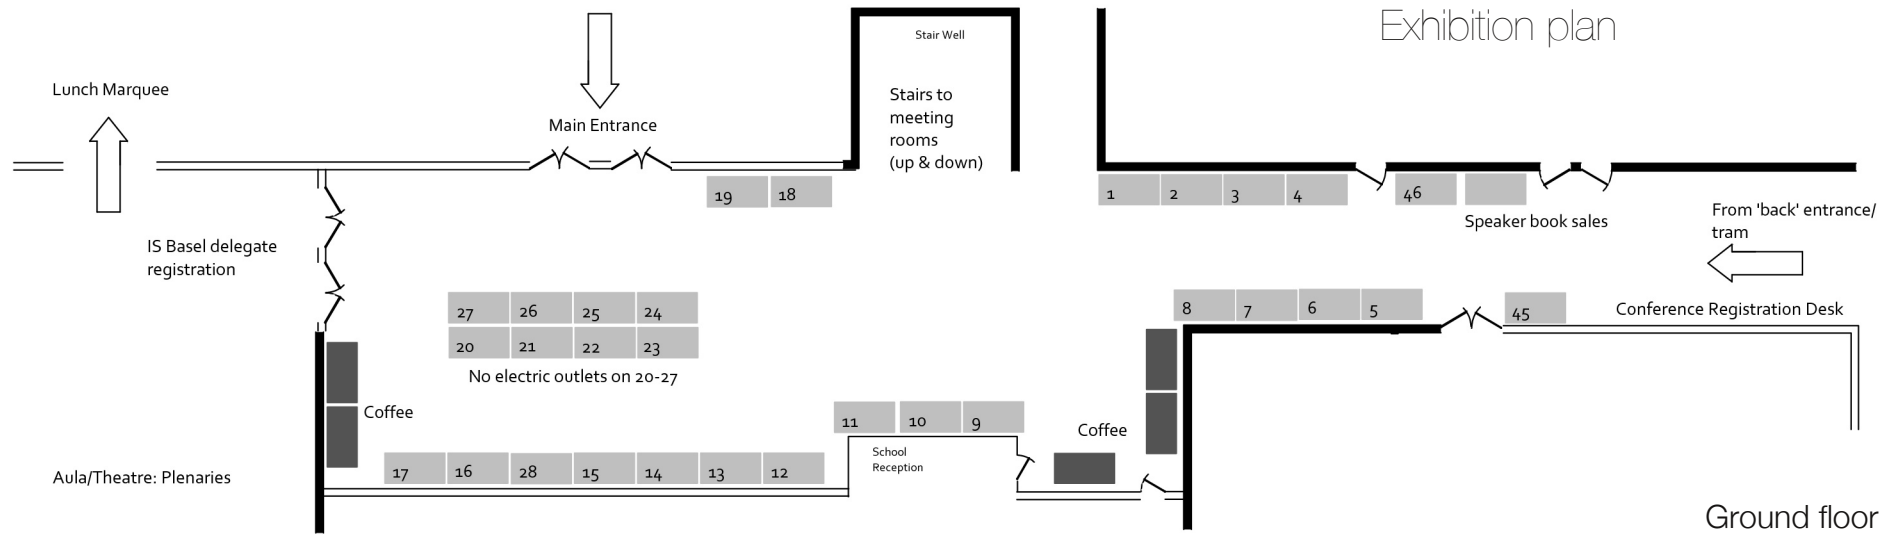 Exhibition plan
Stair Well
Lunch Marquee
Stairs to
meeting
rooms
(up & down)
Main Entrance
19 18
1 2 3 4 46
Speaker book sales
From 'back' entrance/
tram
IS Basel delegate
registration
27 26 25 24
8 7 6 5 45
Conference Registration Desk
20 21 22 23
No electric outlets on 20-27
Coffee
11 10 9
Coffee
School
Reception
17 16 28 15 14 13 12
Aula/Theatre: Plenaries
Ground floor